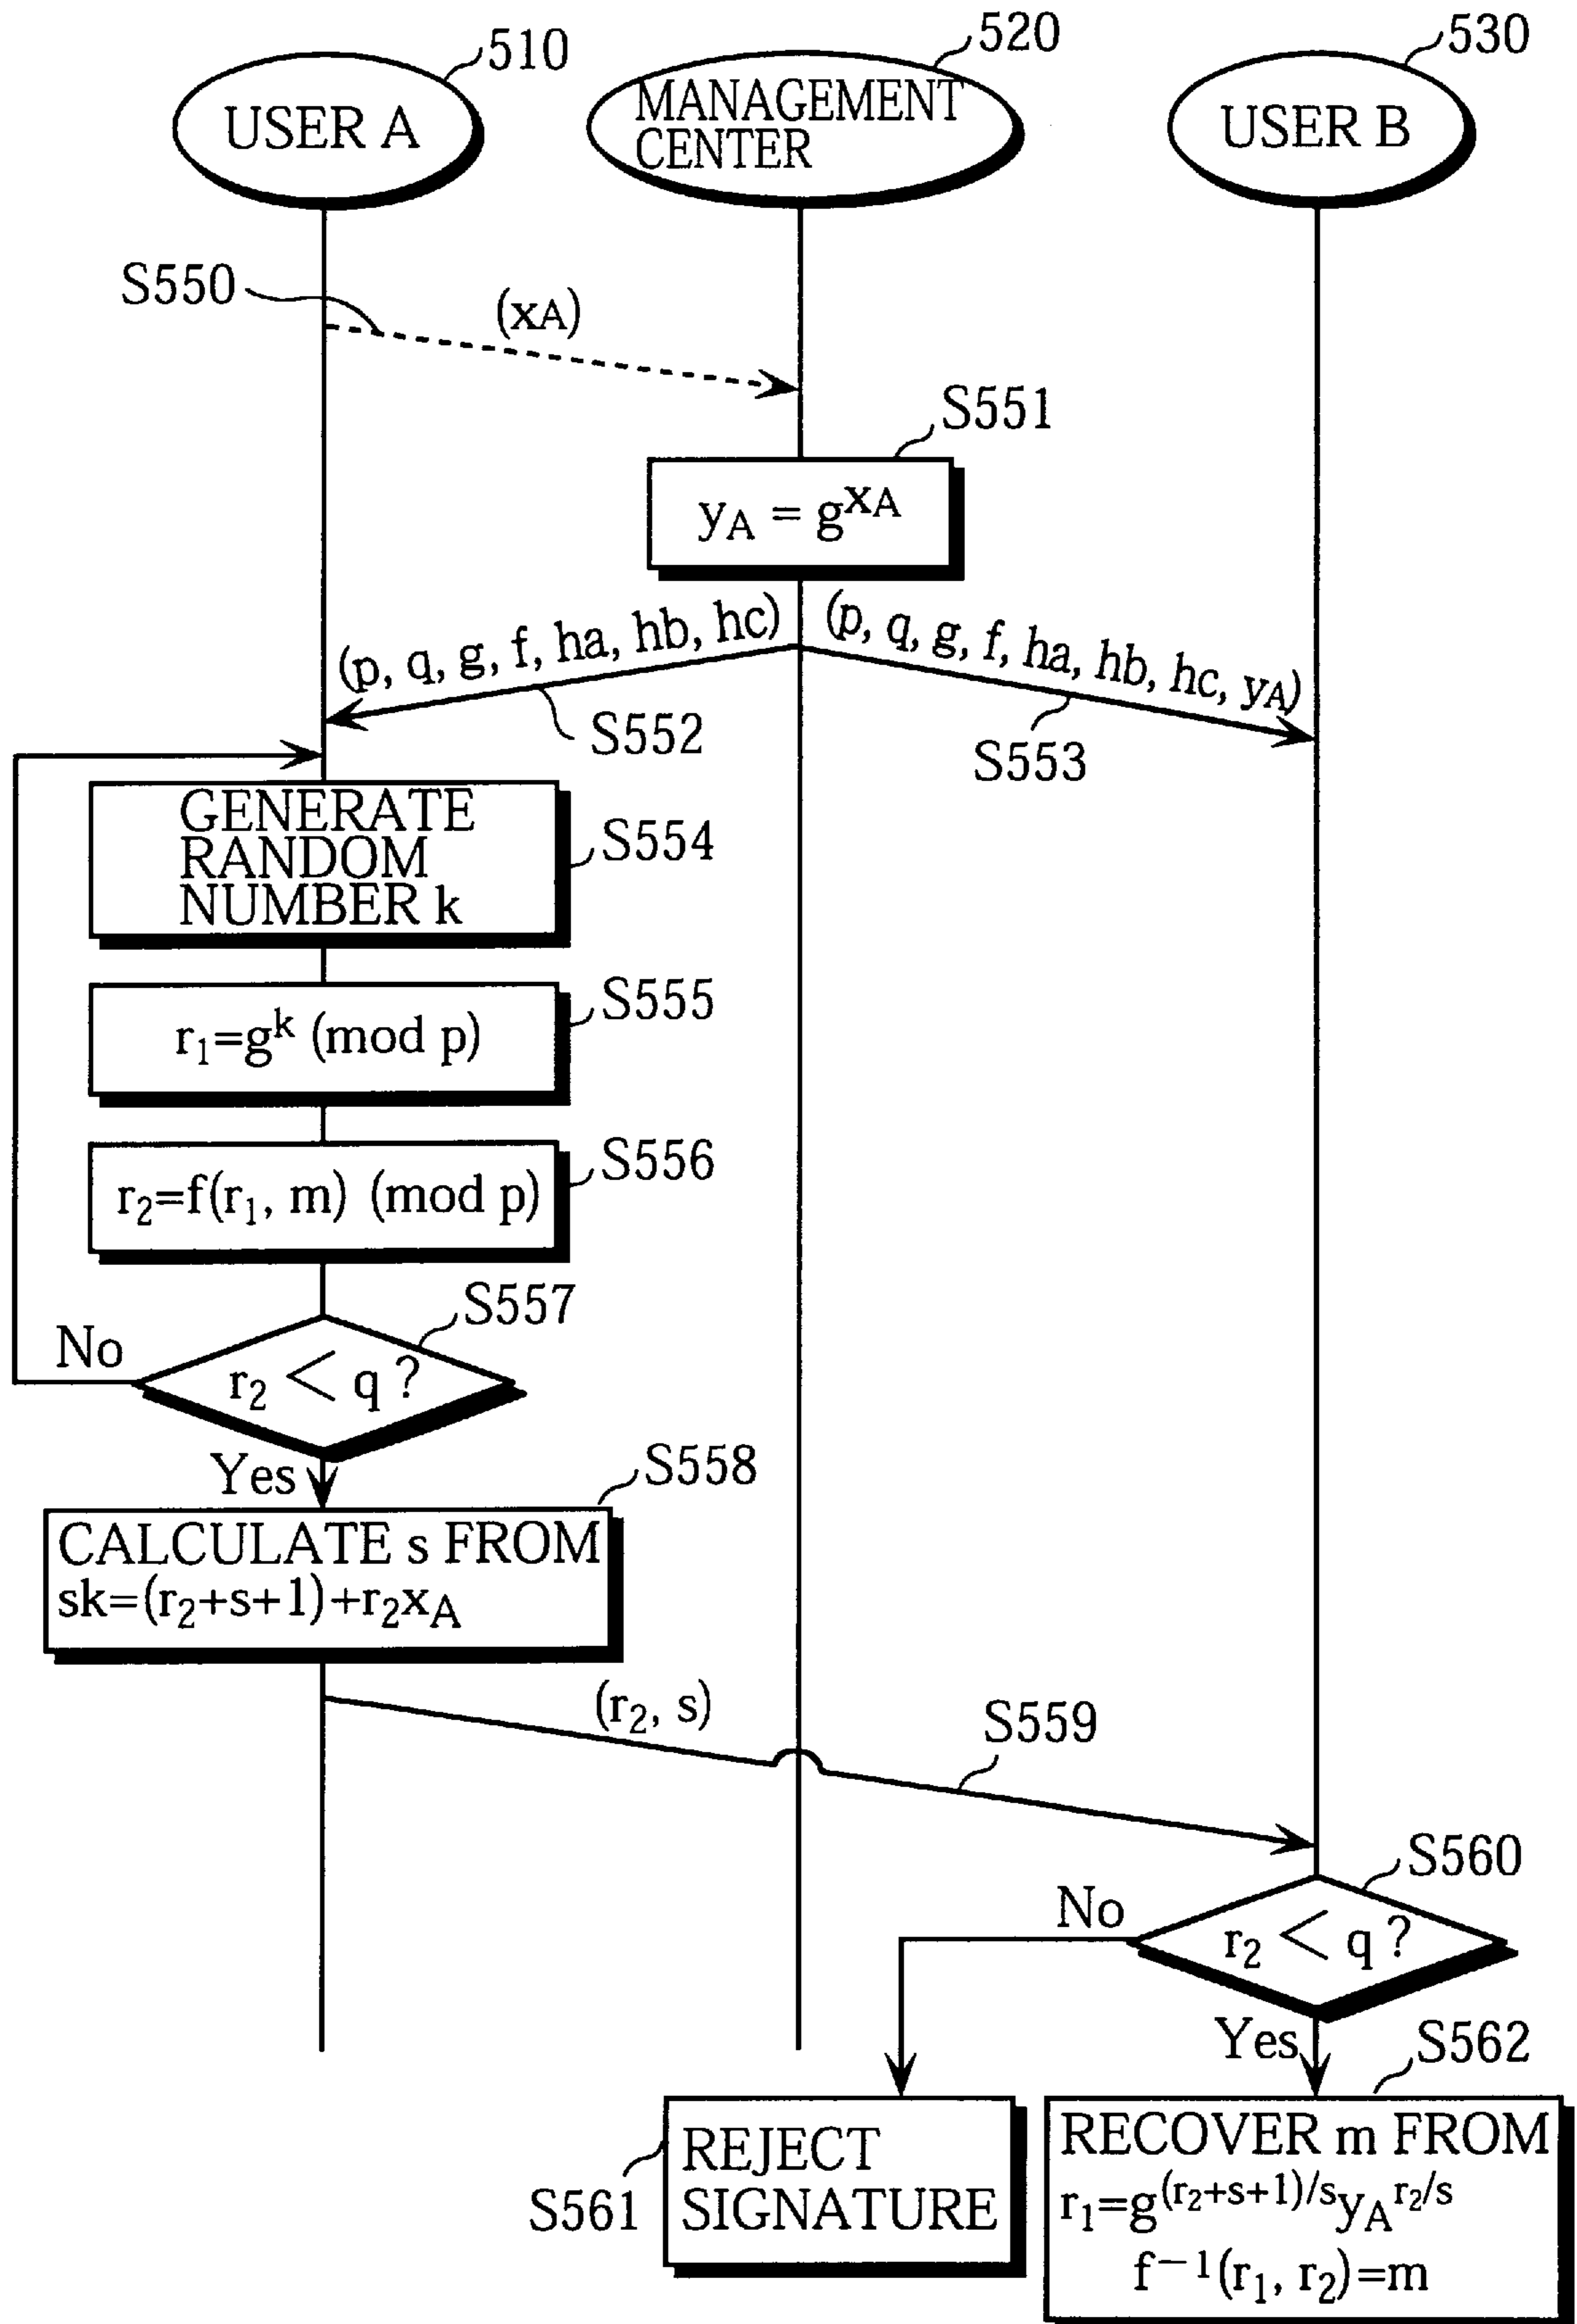 510
520
530
USER A
MANAGEMENT
CENTER
USER B
S550
(xA)
S551
yA = g^xA
(p, q, g, f, ha, hb, hc)
(p, q, g, f, ha, hb, hc, yA)
S552
S553
GENERATE
RANDOM
NUMBER k
S554
S555
r₁=g^k (mod p)
S556
r₂=f(r₁, m) (mod p)
S557
No
r₂ < q ?
Yes
S558
CALCULATE s FROM
sk=(r₂+s+1)+r₂xA
(r₂, s)
S559
S560
No
r₂ < q ?
Yes
S562
REJECT
SIGNATURE
S561
RECOVER m FROM
r₁=g^(r₂+s+1)/s yA^r₂/s
f⁻¹(r₁, r₂)=m